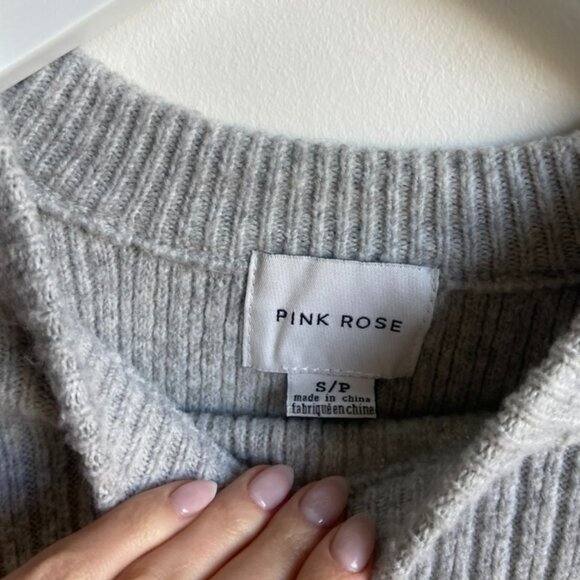 PINK ROSE
S/P
made in china
fabriqué en chine